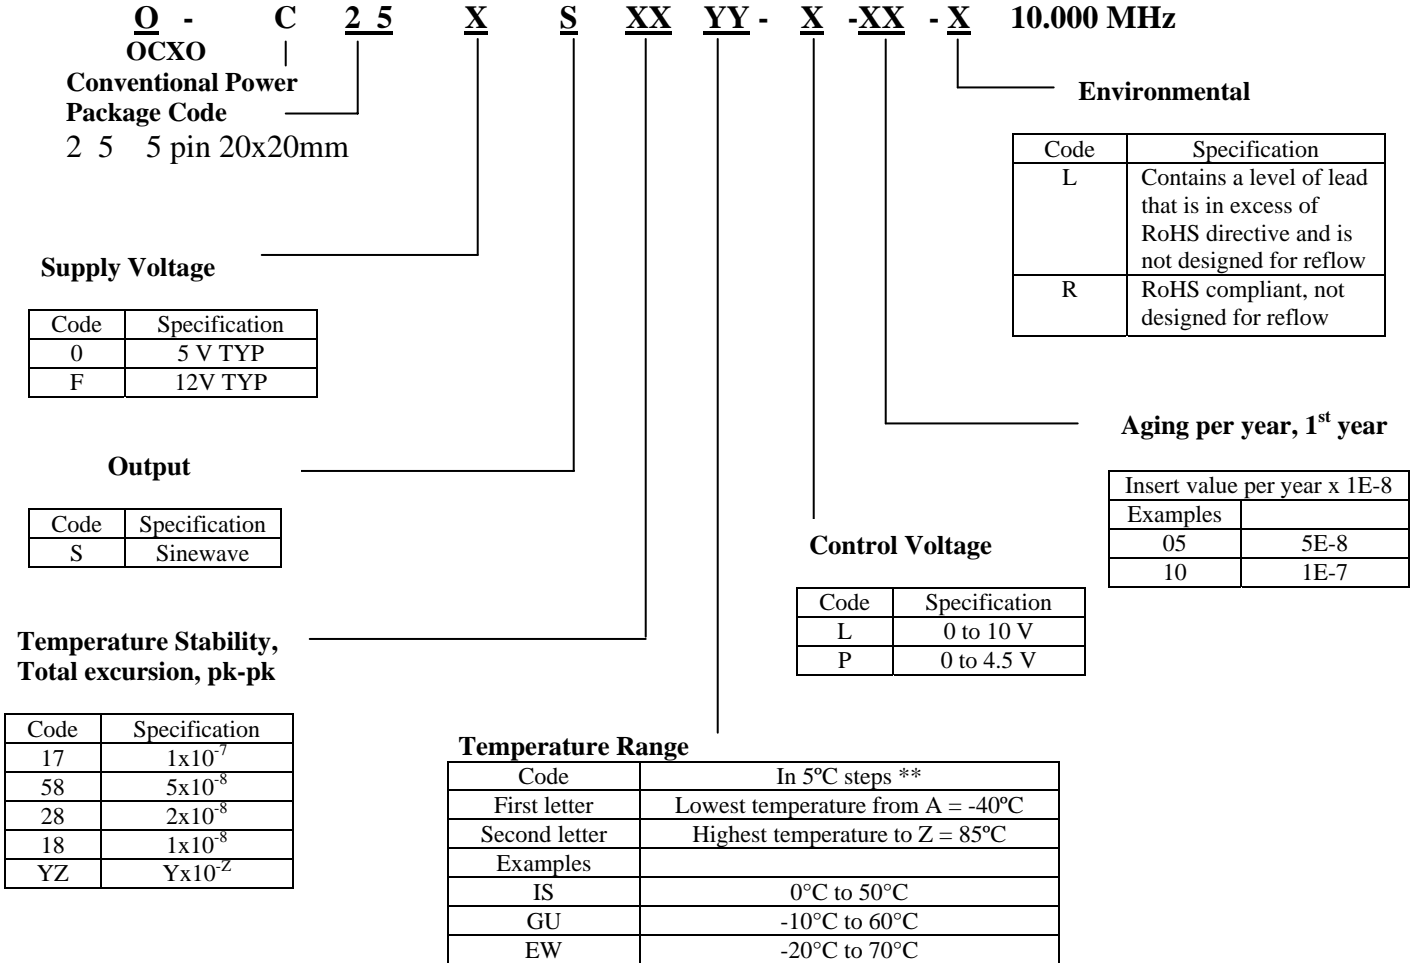 O - C 2 5 X S XX YY - X -XX - X 10.000 MHz
OCXO
Conventional Power
Package Code
2 5 5 pin 20x20mm
Environmental
Code Specification
L Contains a level of lead
that is in excess of
RoHS directive and is
not designed for reflow
R RoHS compliant, not
designed for reflow
Supply Voltage
Code Specification
0 5 V TYP
F 12V TYP
Aging per year, 1st year
Insert value per year x 1E-8
Examples
05 5E-8
10 1E-7
Output
Code Specification
S Sinewave
Control Voltage
Code Specification
L 0 to 10 V
P 0 to 4.5 V
Temperature Stability,
Total excursion, pk-pk
Code Specification
17 1x10-7
58 5x10-8
28 2x10-8
18 1x10-8
YZ Yx10-Z
Temperature Range
Code In 5ºC steps **
First letter Lowest temperature from A = -40ºC
Second letter Highest temperature to Z = 85ºC
Examples
IS 0°C to 50°C
GU -10°C to 60°C
EW -20°C to 70°C